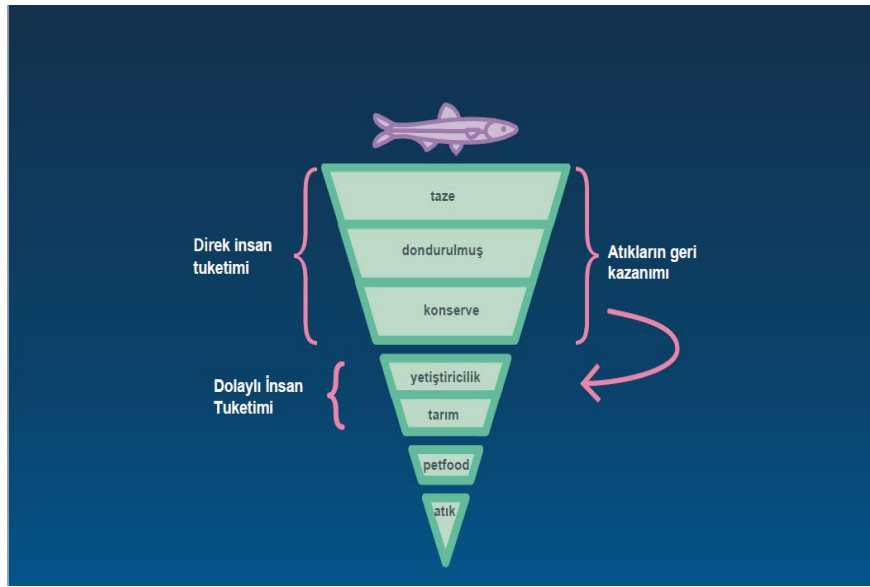 taze
Direk insan
tuketimi
dondurulmuş
Atıkların geri
kazanımı
konserve
yetiştiricilik
Dolaylı İnsan
Tuketimi
tarım
petfood
atık